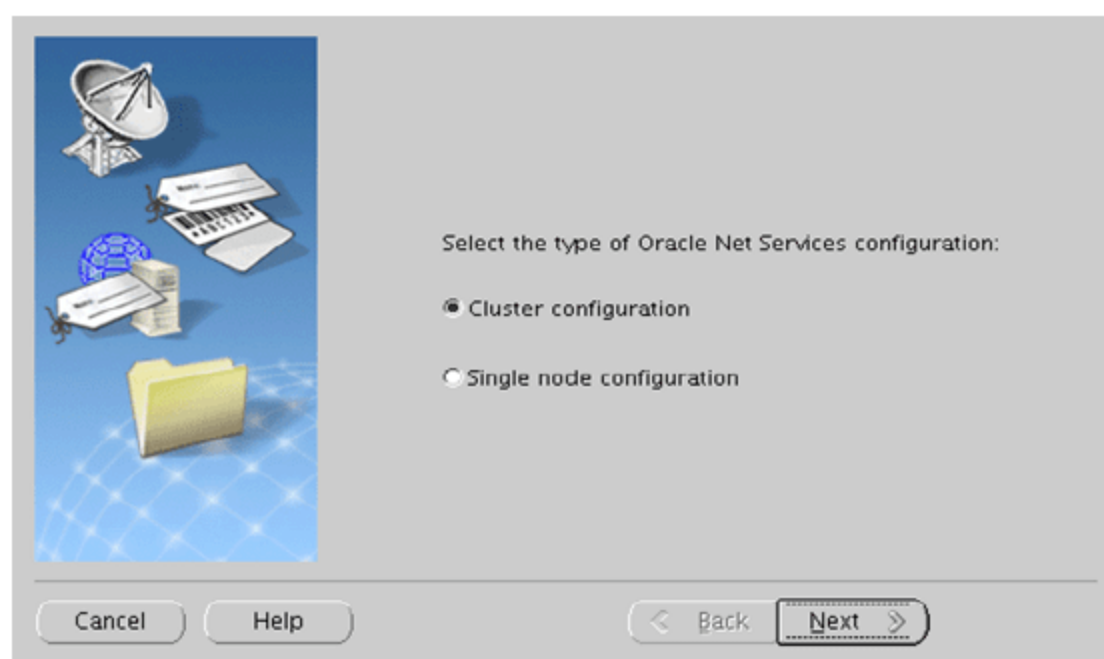 Select the type of Oracle Net Services configuration:
Cluster configuration
Single node configuration
Cancel
Help
Back
Next